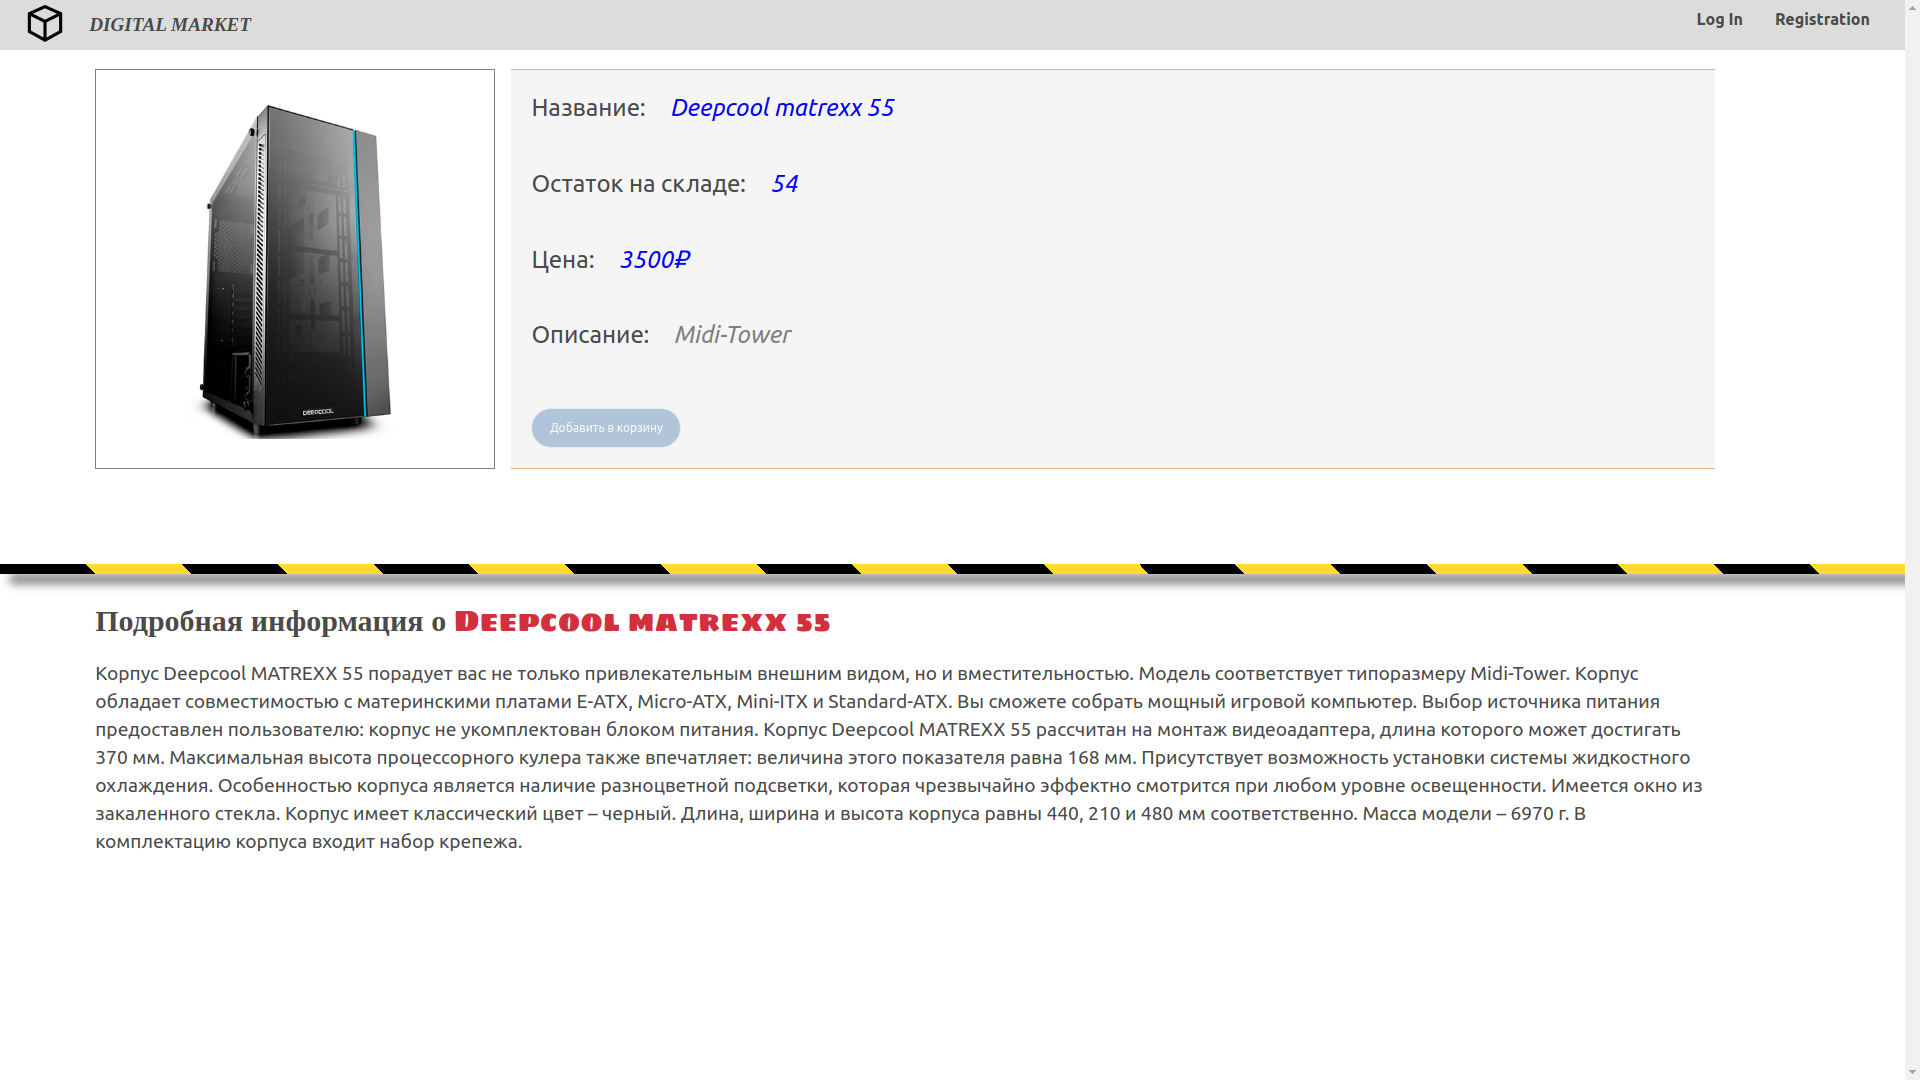 DIGITAL MARKET
Log In
Registration
Название: Deepcool matrexx 55
Остаток на складе: 54
Цена: 3500₽
Описание: Midi-Tower
Добавить в корзину
DEEPCOOL
Подробная информация о Deepcool matrexx 55
Корпус Deepcool MATREXX 55 порадует вас не только привлекательным внешним видом, но и вместительностью. Модель соответствует типоразмеру Midi-Tower. Корпус
обладает совместимостью с материнскими платами E-ATX, Micro-ATX, Mini-ITX и Standard-ATX. Вы сможете собрать мощный игровой компьютер. Выбор источника питания
предоставлен пользователю: корпус не укомплектован блоком питания. Корпус Deepcool MATREXX 55 рассчитан на монтаж видеоадаптера, длина которого может достигать
370 мм. Максимальная высота процессорного кулера также впечатляет: величина этого показателя равна 168 мм. Присутствует возможность установки системы жидкостного
охлаждения. Особенностью корпуса является наличие разноцветной подсветки, которая чрезвычайно эффектно смотрится при любом уровне освещенности. Имеется окно из
закаленного стекла. Корпус имеет классический цвет – черный. Длина, ширина и высота корпуса равны 440, 210 и 480 мм соответственно. Масса модели – 6970 г. В
комплектацию корпуса входит набор крепежа.